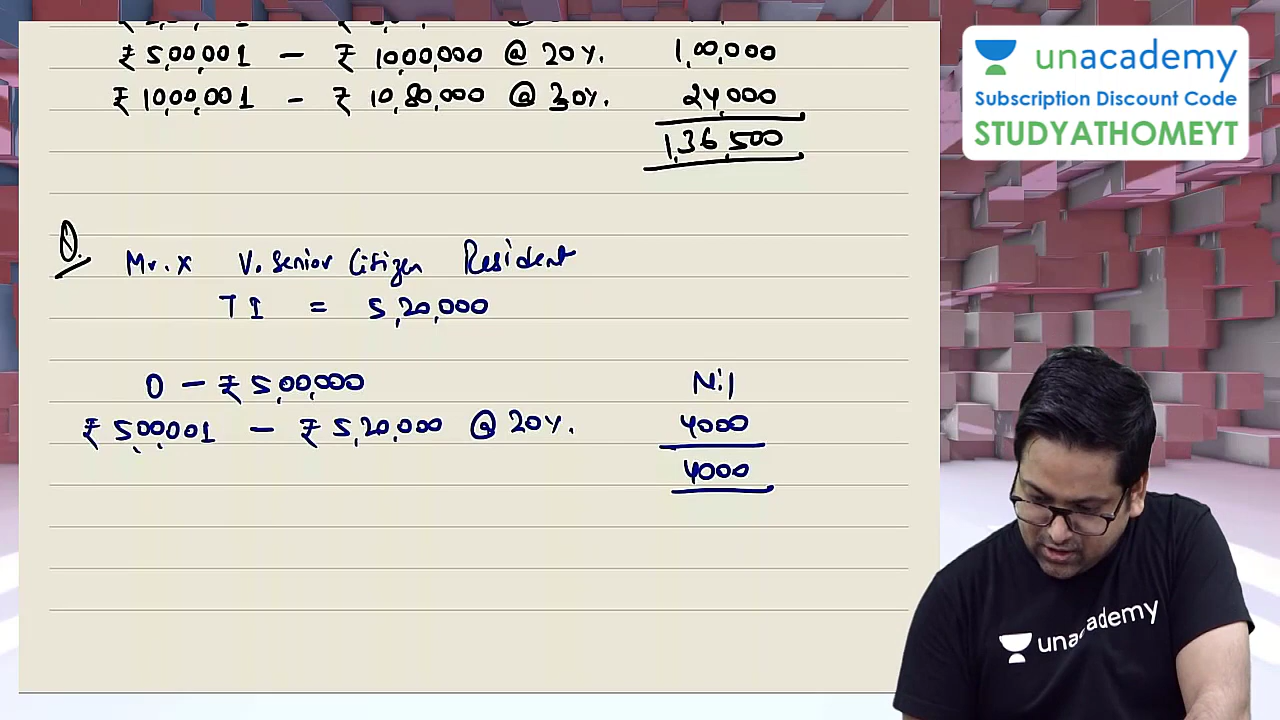 ₹ 5,00,001 – ₹ 10,00,000 @ 20%. 1,00,000
₹ 10,00,001 – ₹ 10,80,000 @ 30%. 24,000
1,36,500
Q.
Mr. X V. Senior Citizen Resident
TI = 5,20,000
0 – ₹ 5,00,000 Nil
₹ 5,00,001 – ₹ 5,20,000 @ 20%. 4000
4000
unacademy
Subscription Discount Code
STUDYATHOMEYT
unacademy